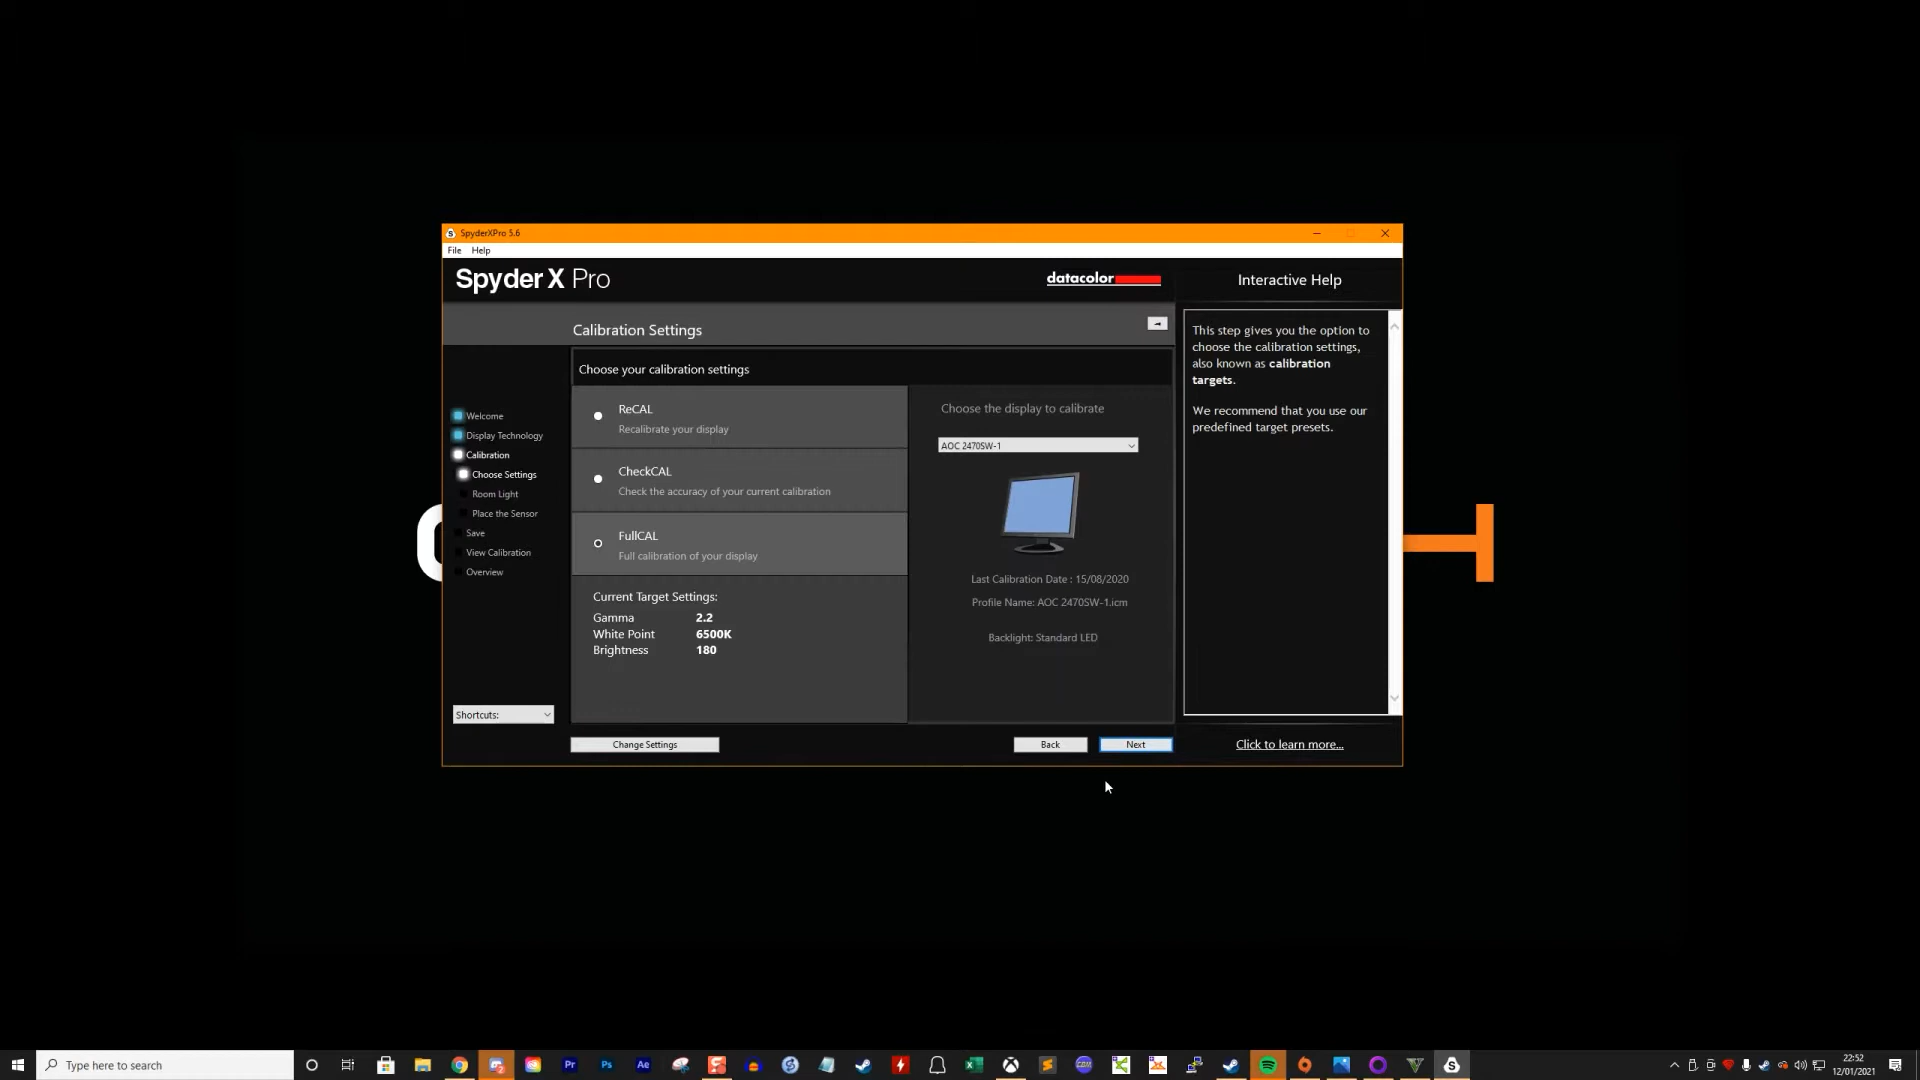 SpyderXPro 5.6
File Help
Spyder X Pro
datacolor
Interactive Help
Calibration Settings
Choose your calibration settings
Welcome
Display Technology
Calibration
Choose Settings
Room Light
Place the Sensor
Save
View Calibration
Overview
Shortcuts:
ReCAL
Recalibrate your display
CheckCAL
Check the accuracy of your current calibration
FullCAL
Full calibration of your display
Current Target Settings:
Gamma 2.2
White Point 6500K
Brightness 180
Choose the display to calibrate
AOC 2470SW-1
Last Calibration Date : 15/08/2020
Profile Name: AOC 2470SW-1.icm
Backlight: Standard LED
This step gives you the option to
choose the calibration settings,
also known as calibration
targets.
We recommend that you use our
predefined target presets.
Change Settings
Back
Next
Click to learn more...
Type here to search
Pr
Ps
Ae
22:52
12/01/2021